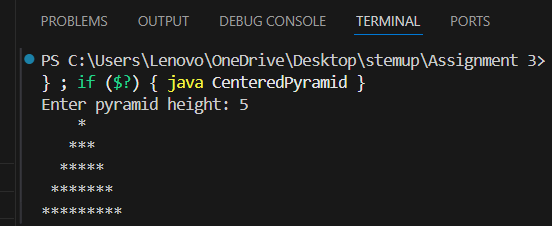 PROBLEMS OUTPUT DEBUG CONSOLE TERMINAL PORTS
PS C:\Users\Lenovo\OneDrive\Desktop\stemup\Assignment 3>
} ; if ($?) { java CenteredPyramid }
Enter pyramid height: 5
    *
   ***
  *****
 *******
*********